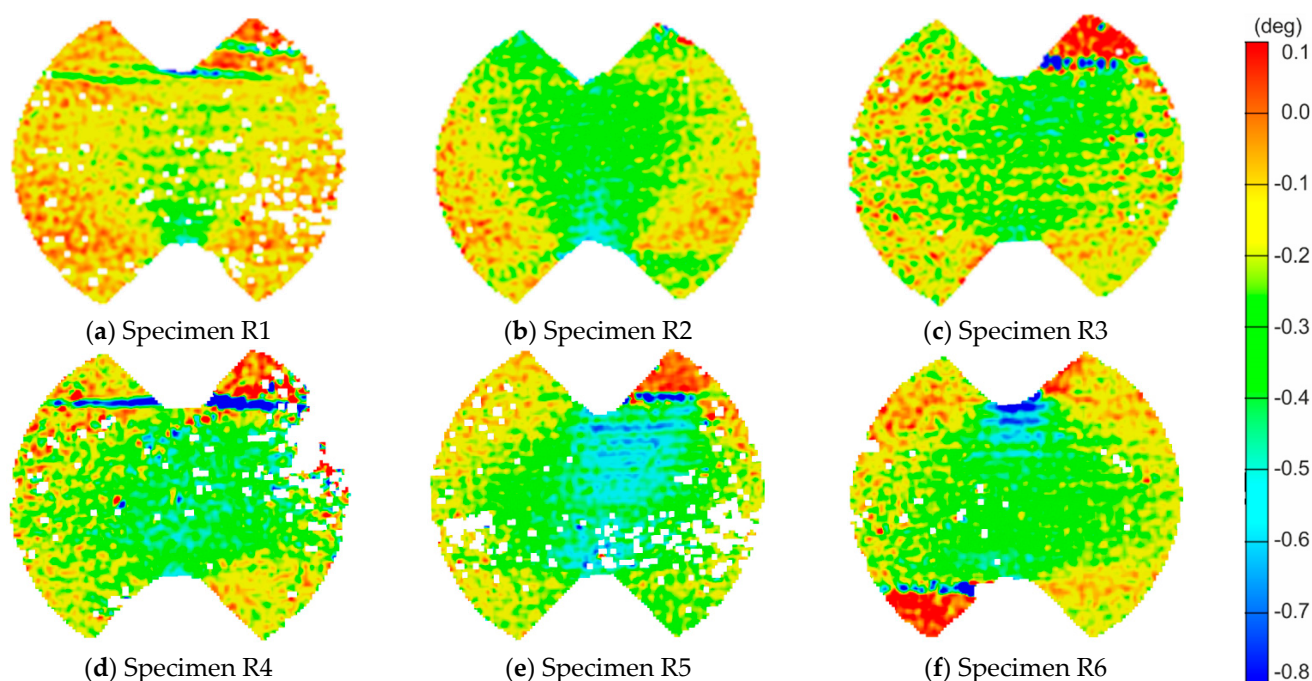 (deg)
0.1
0.0
-0.1
-0.2
-0.3
-0.4
-0.5
-0.6
-0.7
-0.8
(a) Specimen R1
(b) Specimen R2
(c) Specimen R3
(d) Specimen R4
(e) Specimen R5
(f) Specimen R6